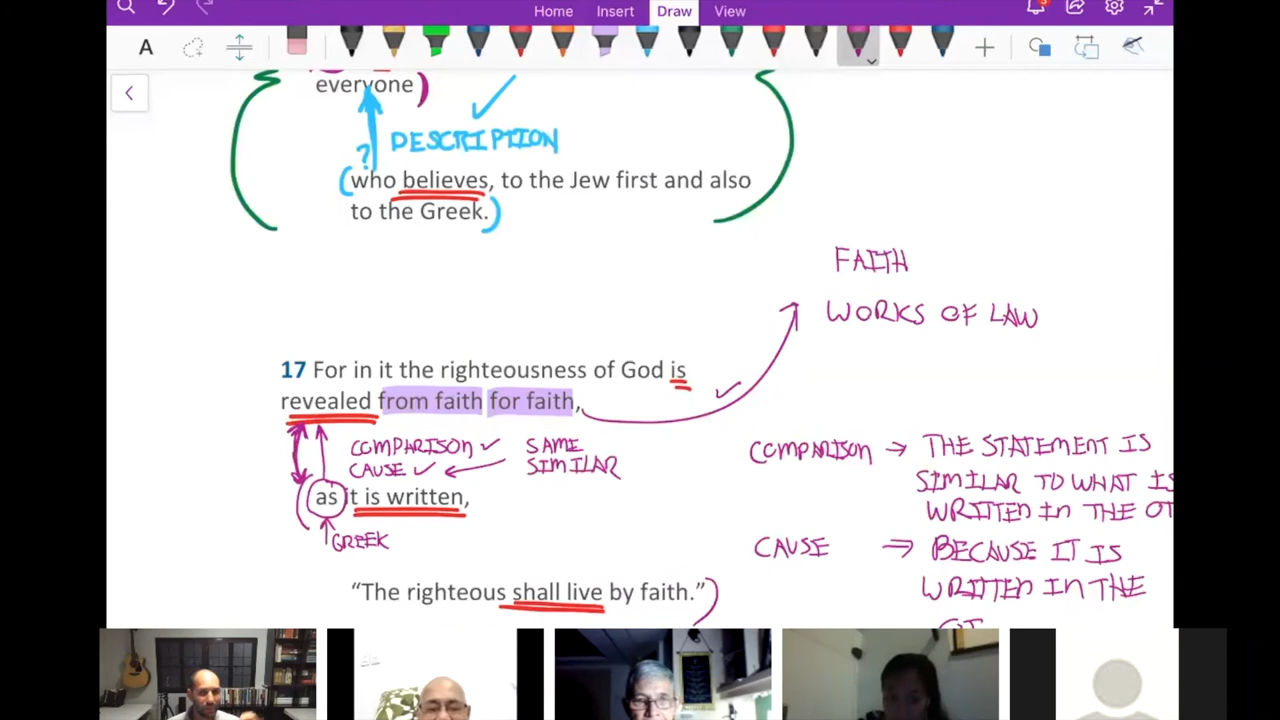 Home Insert Draw View
A
everyone)
DESCRIPTION
?
(who believes, to the Jew first and also
to the Greek.)
FAITH
WORKS OF LAW
17 For in it the righteousness of God is
revealed from faith for faith,
COMPARISON ✓ SAME
CAUSE ✓ SIMILAR
as it is written,
GREEK
COMPARISON → THE STATEMENT IS
SIMILAR TO WHAT IS
WRITTEN IN THE OT
CAUSE → BECAUSE IT IS
WRITTEN IN THE
OT
“The righteous shall live by faith.”)